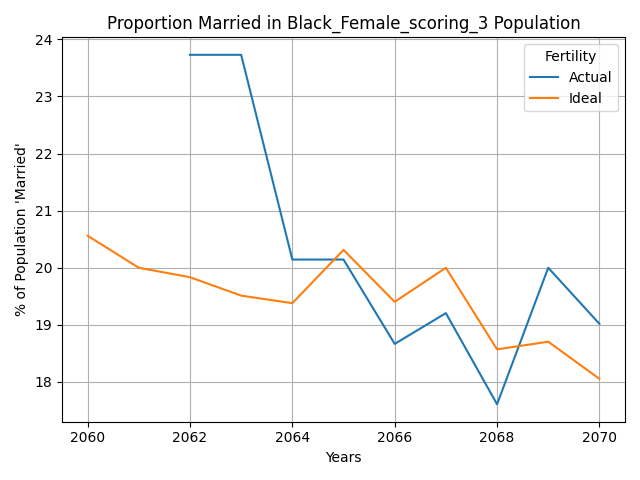 Proportion Married in Black_Female_scoring_3 Population
Fertility
Actual
Ideal
% of Population 'Married'
24
23
22
21
20
19
18
2060
2062
2064
2066
2068
2070
Years